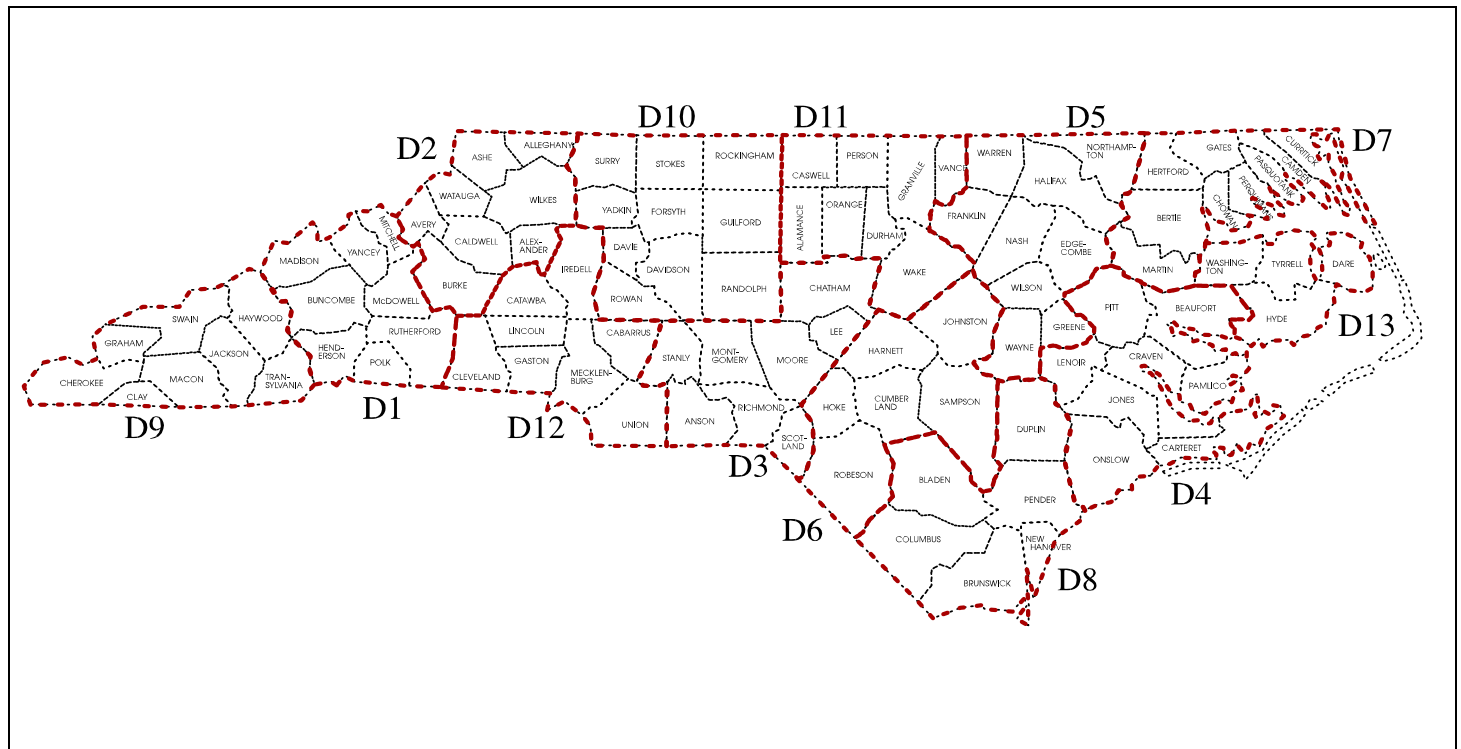 D10
D11
D5
D7
D2
ASHE
ALLEGHANY
SURRY
STOKES
ROCKINGHAM
CASWELL
PERSON
GRANVILLE
VANCE
WARREN
NORTHAMP-
TON
HALIFAX
HERTFORD
GATES
CURRITUCK
CAMDEN
PASQUOTANK
PERQUIMANS
CHOWAN
WATAUGA
WILKES
YADKIN
FORSYTH
GUILFORD
ALAMANCE
ORANGE
DURHAM
FRANKLIN
NASH
EDGE-
COMBE
BERTIE
MITCHELL
AVERY
CALDWELL
ALEX-
ANDER
IREDELL
DAVIE
DAVIDSON
RANDOLPH
CHATHAM
WAKE
WILSON
MARTIN
WASHING-
TON
TYRRELL
DARE
MADISON
YANCEY
BURKE
CATAWBA
ROWAN
BUNCOMBE
McDOWELL
SWAIN
HAYWOOD
RUTHERFORD
LINCOLN
CABARRUS
STANLY
MONT-
GOMERY
MOORE
LEE
HARNETT
JOHNSTON
WAYNE
GREENE
PITT
BEAUFORT
HYDE
D13
GRAHAM
JACKSON
HEND-
ERSON
POLK
CLEVELAND
GASTON
MECKLEN-
BURG
LENOIR
CRAVEN
PAMLICO
CHEROKEE
CLAY
MACON
TRAN-
SYLVANIA
D9
D1
D12
UNION
ANSON
RICHMOND
SCOT-
LAND
HOKE
CUMBER
LAND
SAMPSON
DUPLIN
JONES
CARTERET
ONSLOW
D3
D4
ROBESON
BLADEN
PENDER
D6
COLUMBUS
NEW
HANOVER
BRUNSWICK
D8